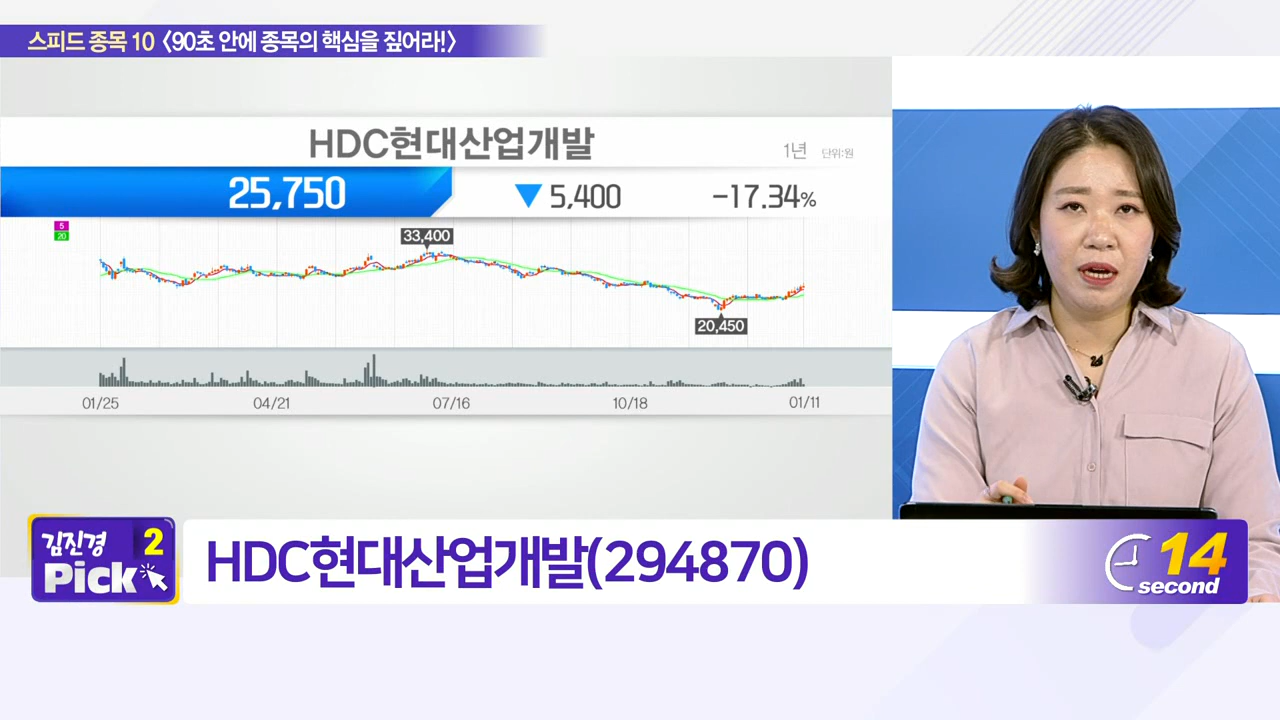 스피드 종목 10 <90초 안에 종목의 핵심을 짚어라!>
HDC현대산업개발
1년 단위:원
25,750 ▼5,400 -17.34%
5
20
33,400
20,450
01/25 04/21 07/16 10/18 01/11
김진경 2
Pick
HDC현대산업개발(294870)
14
second